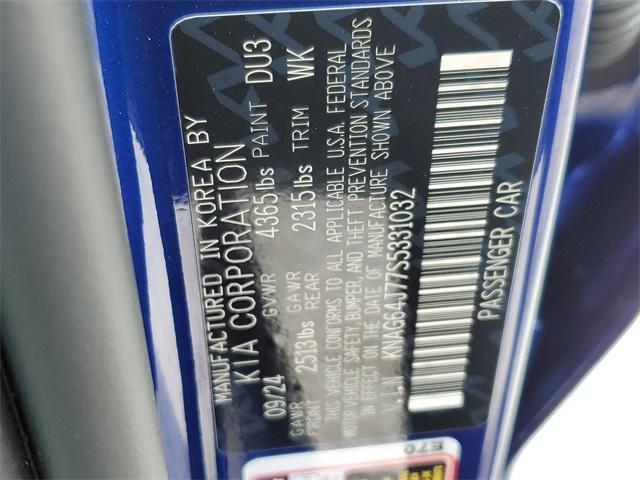 MANUFACTURED IN KOREA BY
KIA CORPORATION
09/24 GVWR 4365lbs PAINT DU3
GAWR FRONT 2513lbs GAWR REAR 2315lbs TRIM WK
THIS VEHICLE CONFORMS TO ALL APPLICABLE U.S.A. FEDERAL
MOTOR VEHICLE SAFETY, BUMPER, AND THEFT PREVENTION STANDARDS
IN EFFECT ON THE DATE OF MANUFACTURE SHOWN ABOVE
V.I.N KNAG64J77S5331032
PASSENGER CAR
E70